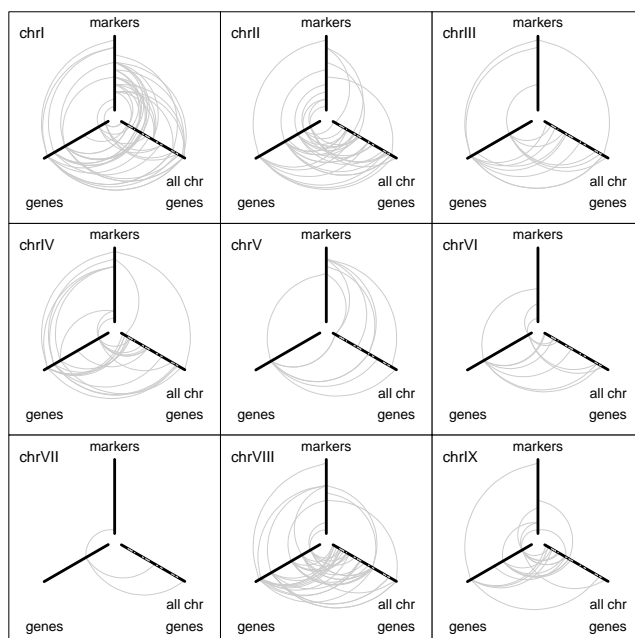 chrI
markers
genes
all chr
genes
chrII
markers
genes
all chr
genes
chrIII
markers
genes
all chr
genes
chrIV
markers
genes
all chr
genes
chrV
markers
genes
all chr
genes
chrVI
markers
genes
all chr
genes
chrVII
markers
genes
all chr
genes
chrVIII
markers
genes
all chr
genes
chrIX
markers
genes
all chr
genes